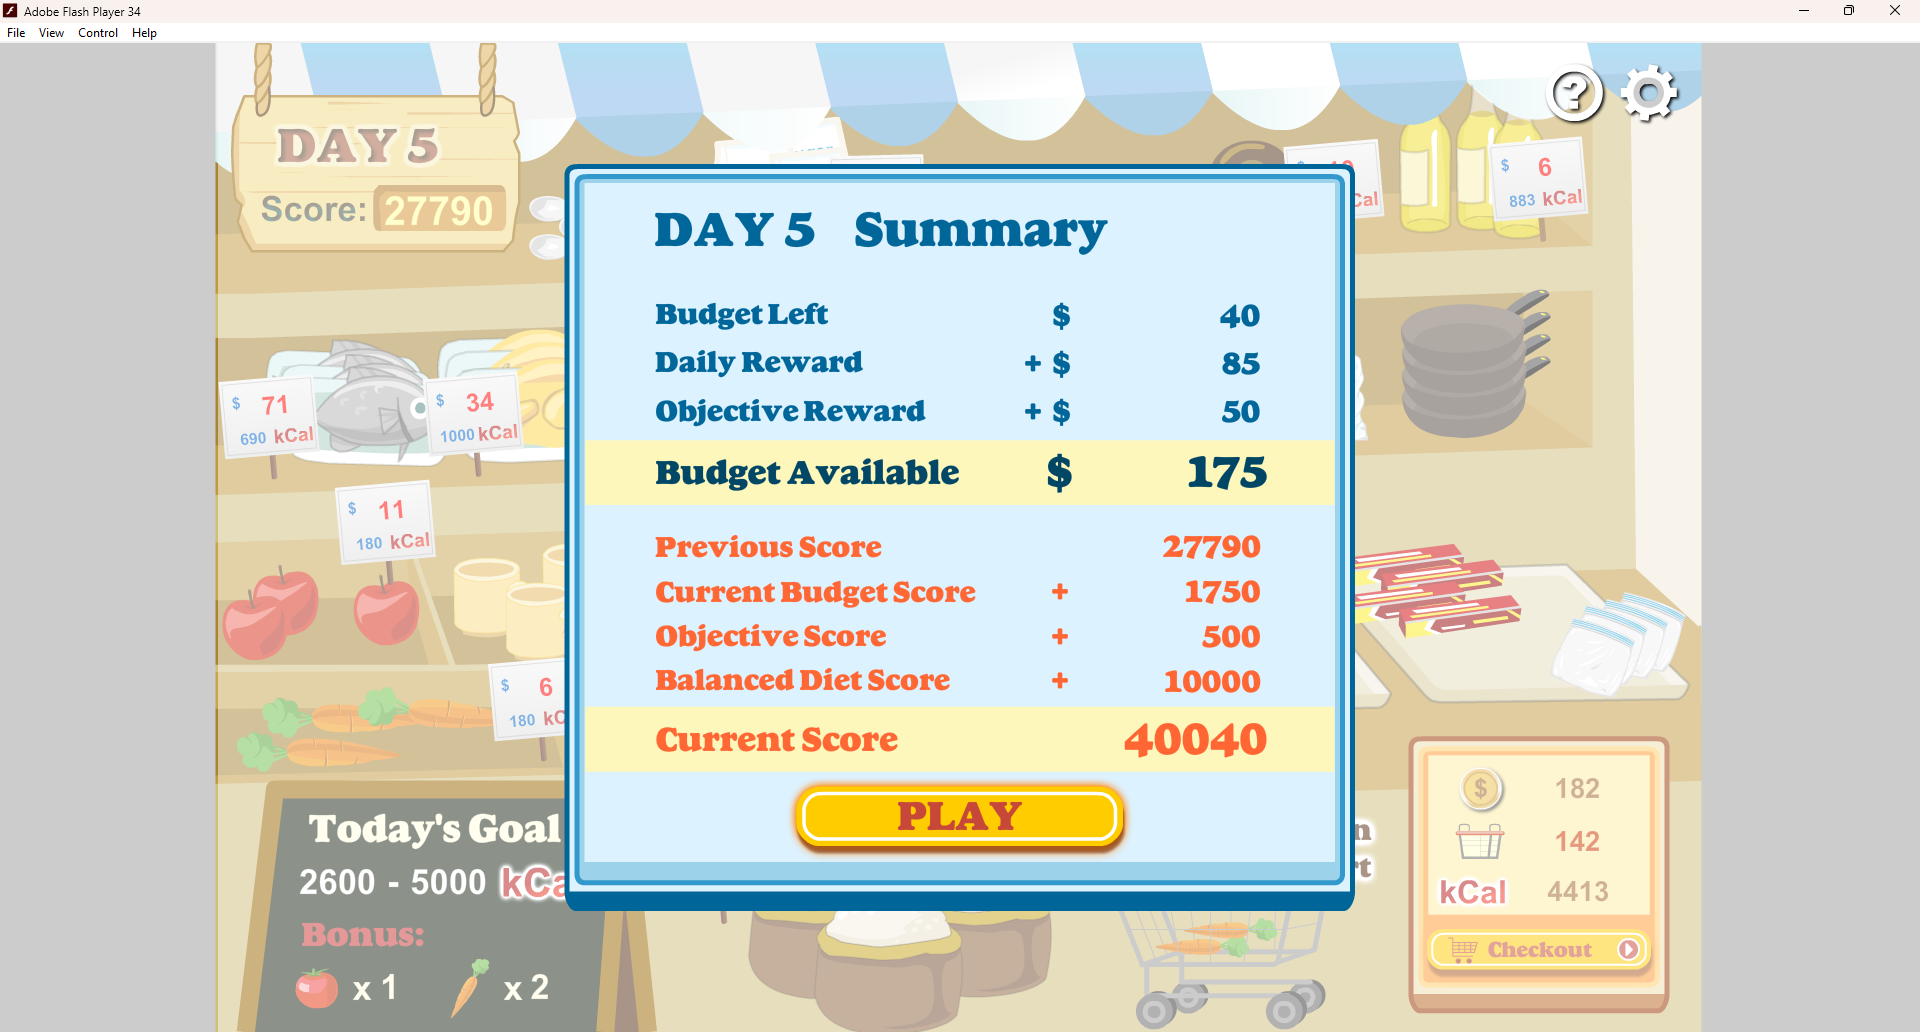 Adobe Flash Player 34
File View Control Help
DAY 5
Score: 27790
$ 6
883 kCal
$ 71
690 kCal
$ 34
1000 kCal
$ 11
180 kCal
$ 6
180
DAY 5 Summary
Budget Left $ 40
Daily Reward + $ 85
Objective Reward + $ 50
Budget Available $ 175
Previous Score 27790
Current Budget Score + 1750
Objective Score + 500
Balanced Diet Score + 10000
Current Score 40040
PLAY
Today's Goal
2600 - 5000 kCa
Bonus:
x 1 x 2
$ 182
142
kCal 4413
Checkout